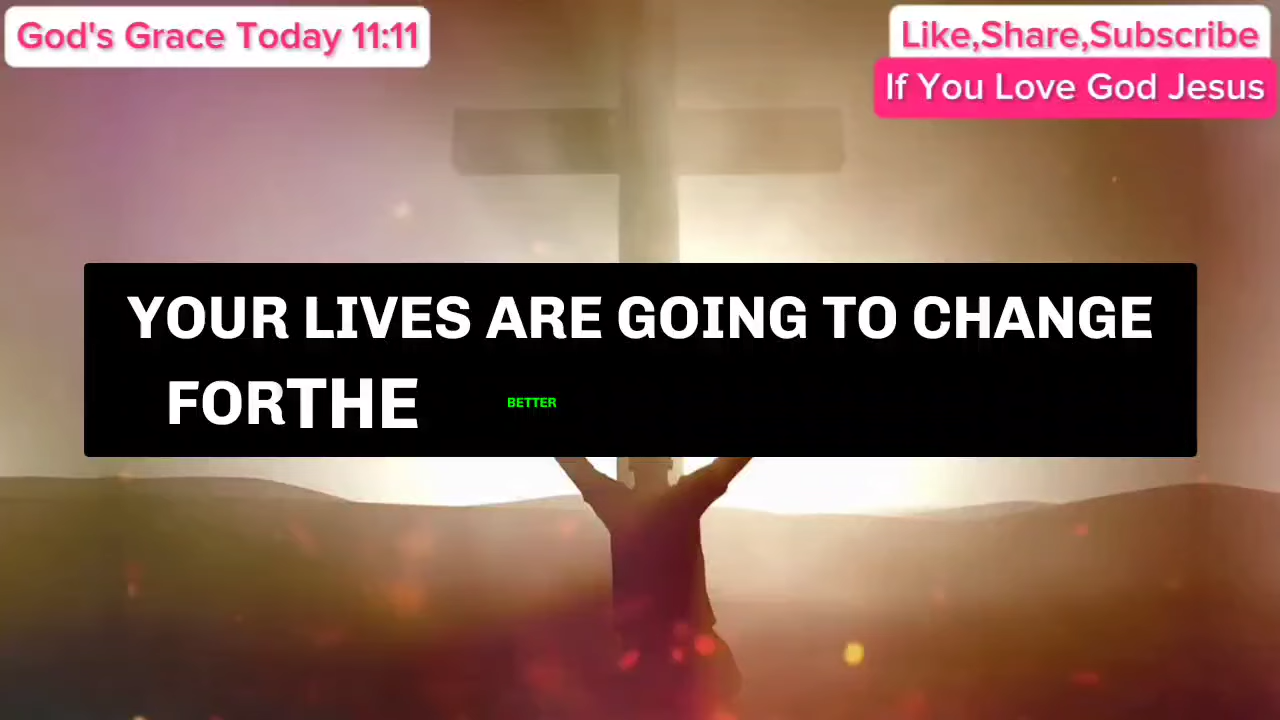 God's Grace Today 11:11
Like,Share,Subscribe
If You Love God Jesus
YOUR LIVES ARE GOING TO CHANGE
FORTHE BETTER